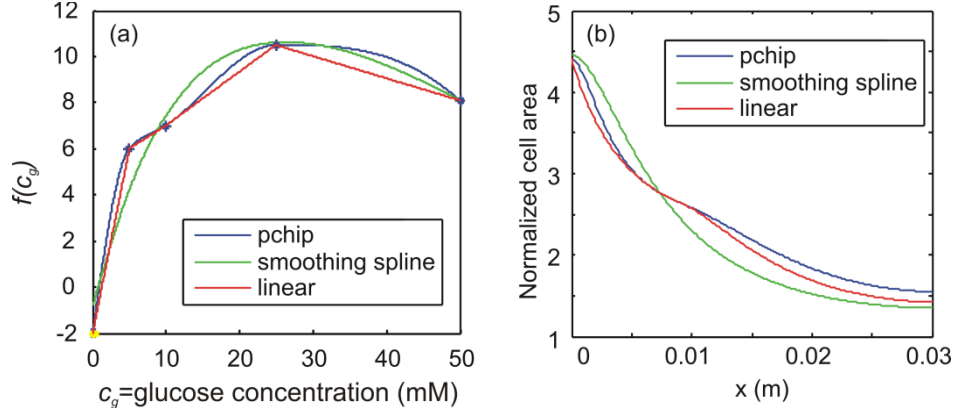 (a)
f(c_g)
12
10
8
6
4
2
0
-2
pchip
smoothing spline
linear
0 10 20 30 40 50
c_g=glucose concentration (mM)
(b)
Normalized cell area
5
4
3
2
1
pchip
smoothing spline
linear
0 0.01 0.02 0.03
x (m)